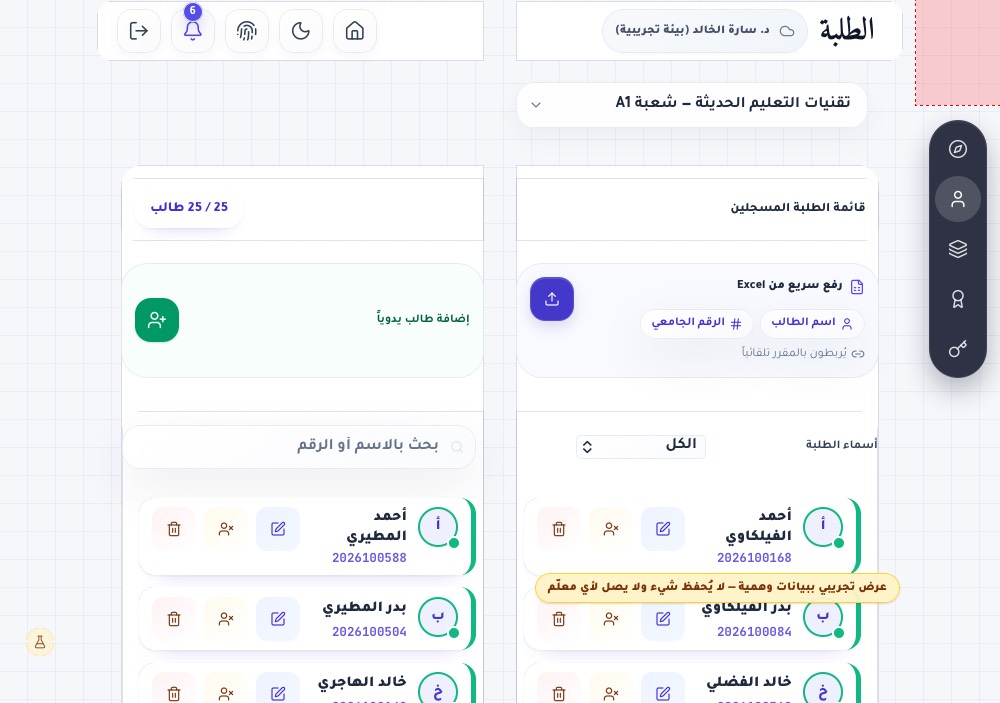 الطلبة
د. سارة الخالد (بيئة تجريبية)
6
تقنيات التعليم الحديثة – شعبة A1
قائمة الطلبة المسجلين
25 / 25 طالب
رفع سريع من Excel
اسم الطالب
الرقم الجامعي
يُربطون بالمقرر تلقائياً
إضافة طالب يدوياً
أسماء الطلبة
الكل
بحث بالاسم أو الرقم
أ
أحمد الفيلكاوي
2026100168
أ
أحمد المطيري
2026100588
عرض تجريبي ببيانات وهمية – لا يُحفظ شيء ولا يصل لأي معلّم
ب
بدر الفيلكاوي
2026100084
ب
بدر المطيري
2026100504
خ
خالد الفضلي
خ
خالد الهاجري